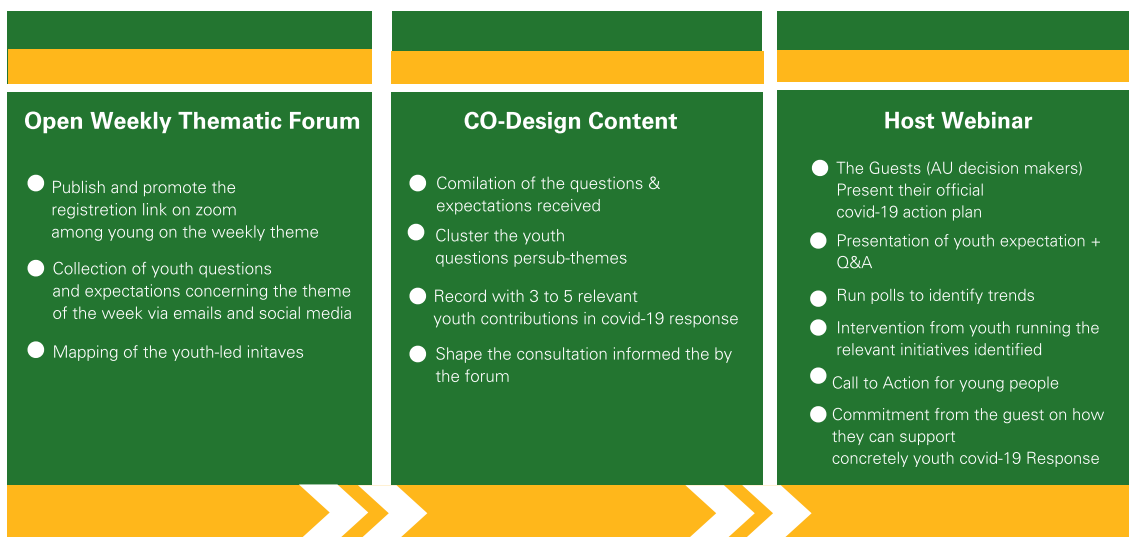 Open Weekly Thematic Forum
Publish and promote the
registretion link on zoom
among young on the weekly theme
Collection of youth questions
and expectations concerning the theme
of the week via emails and social media
Mapping of the youth-led initaves
CO-Design Content
Comilation of the questions &
expectations received
Cluster the youth
questions persub-themes
Record with 3 to 5 relevant
youth contributions in covid-19 response
Shape the consultation informed the by
the forum
Host Webinar
The Guests (AU decision makers)
Present their official
covid-19 action plan
Presentation of youth expectation +
Q&A
Run polls to identify trends
Intervention from youth running the
relevant initiatives identified
Call to Action for young people
Commitment from the guest on how
they can support
concretely youth covid-19 Response